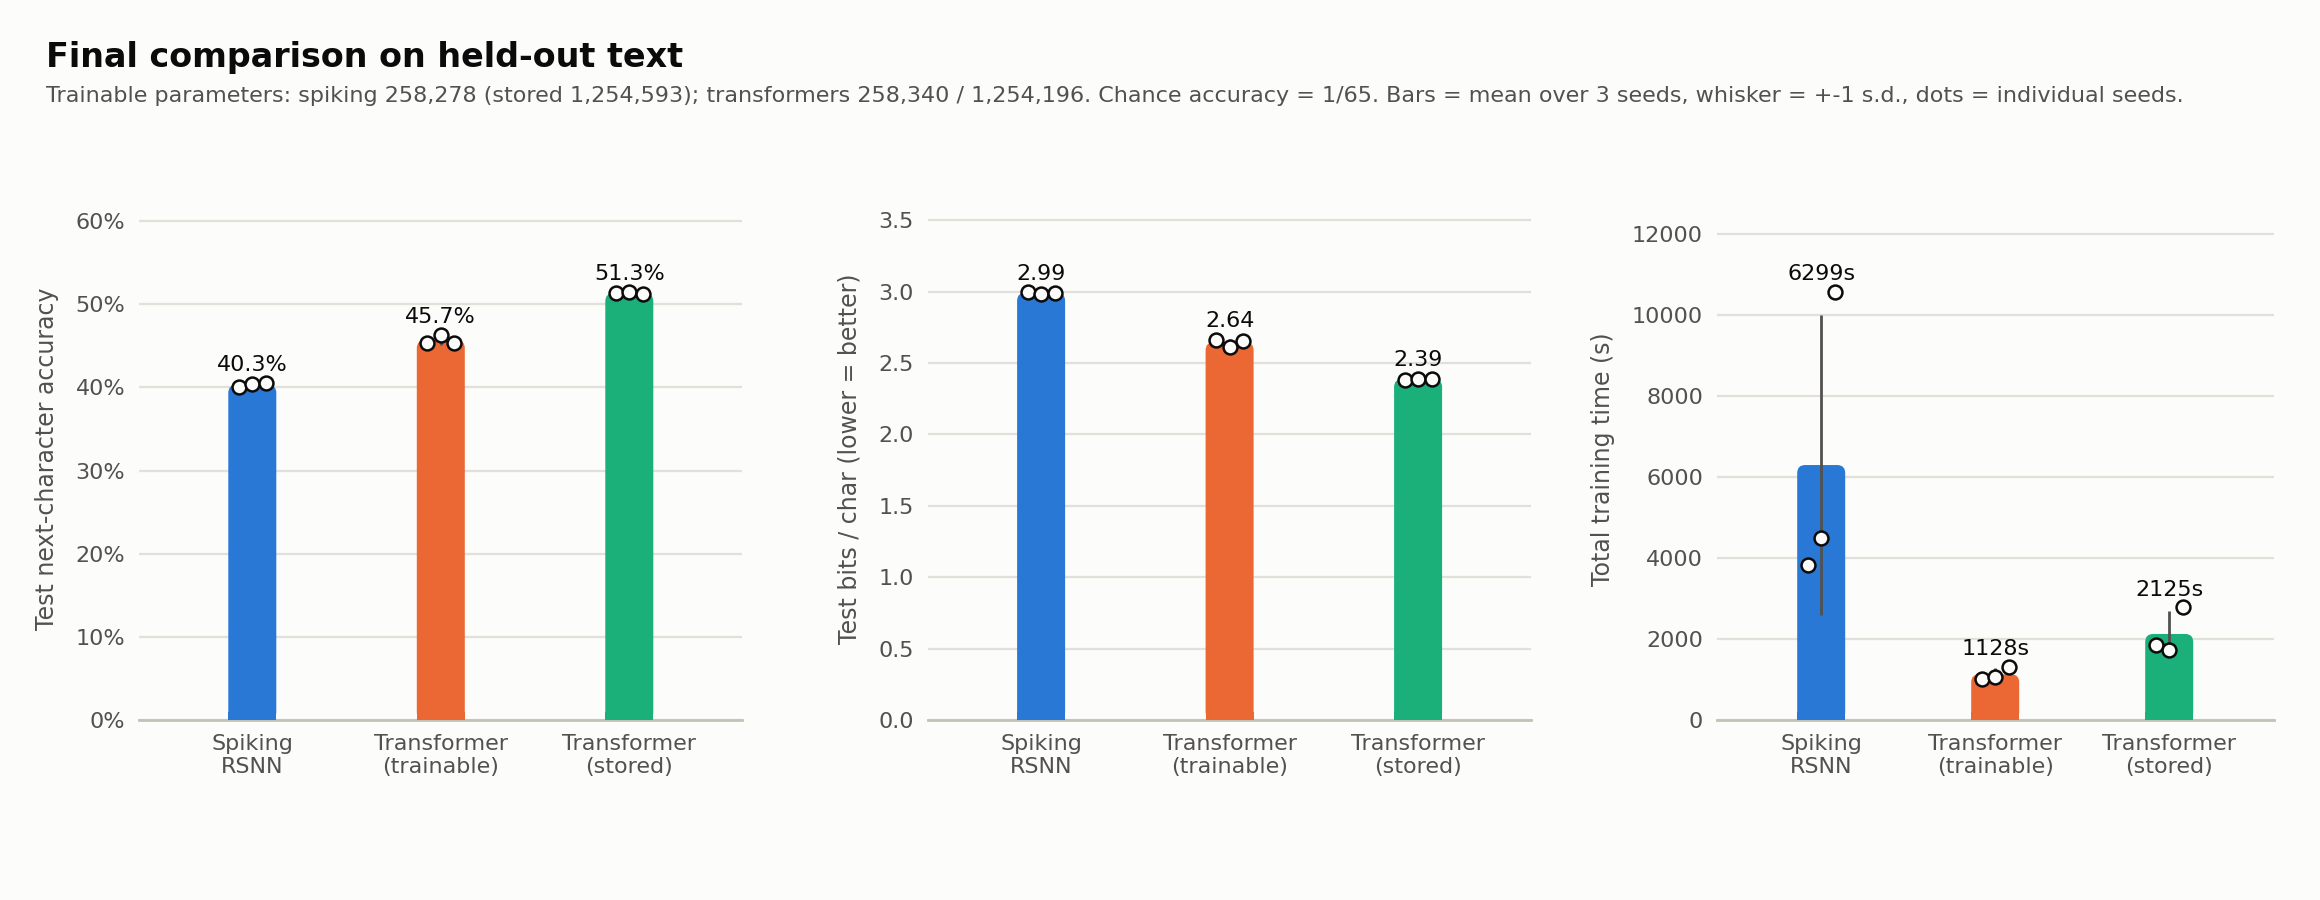 Final comparison on held-out text
Trainable parameters: spiking 258,278 (stored 1,254,593); transformers 258,340 / 1,254,196. Chance accuracy = 1/65. Bars = mean over 3 seeds, whisker = +-1 s.d., dots = individual seeds.
Test next-character accuracy
60%
50%
40%
30%
20%
10%
0%
40.3%
45.7%
51.3%
Spiking
RSNN
Transformer
(trainable)
Transformer
(stored)
Test bits / char (lower = better)
3.5
3.0
2.5
2.0
1.5
1.0
0.5
0.0
2.99
2.64
2.39
Spiking
RSNN
Transformer
(trainable)
Transformer
(stored)
Total training time (s)
12000
10000
8000
6000
4000
2000
0
6299s
1128s
2125s
Spiking
RSNN
Transformer
(trainable)
Transformer
(stored)